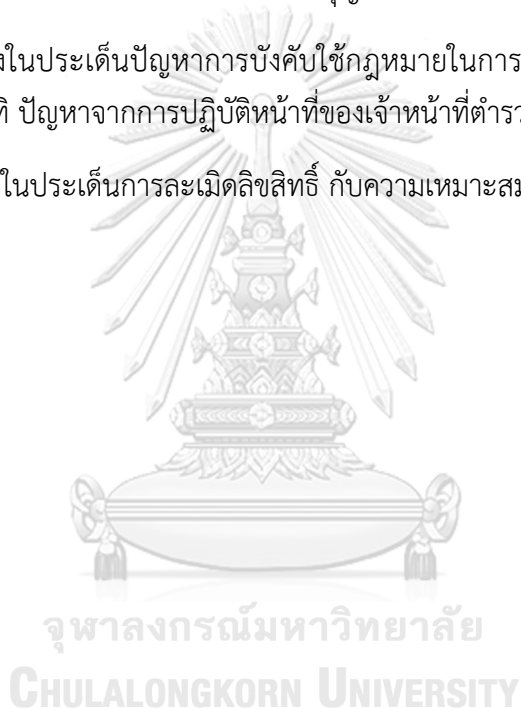 งในประเด็นปัญหาการบังคับใช้กฎหมายในการ
ทิ ปัญหาจากการปฏิบัติหน้าที่ของเจ้าหน้าที่ตำรว
ในประเด็นการละเมิดลิขสิทธิ์ กับความเหมาะสม
จุฬาลงกรณ์มหาวิทยาลัย
CHULALONGKORN UNIVERSITY